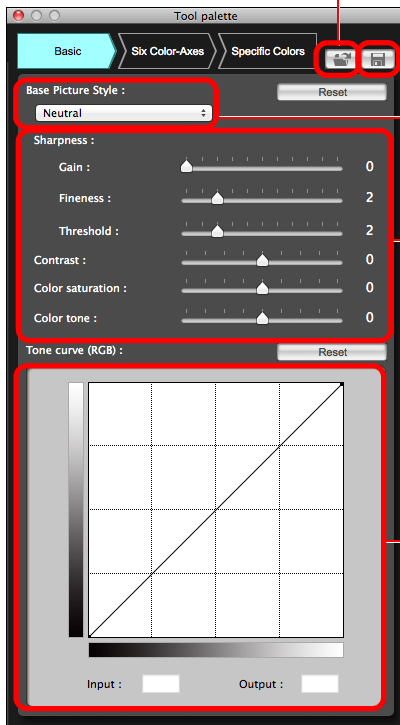 Tool palette
Basic Six Color-Axes Specific Colors
Base Picture Style : Reset
Neutral
Sharpness :
Gain : 0
Fineness : 2
Threshold : 2
Contrast : 0
Color saturation : 0
Color tone : 0
Tone curve (RGB) : Reset
Input : Output :